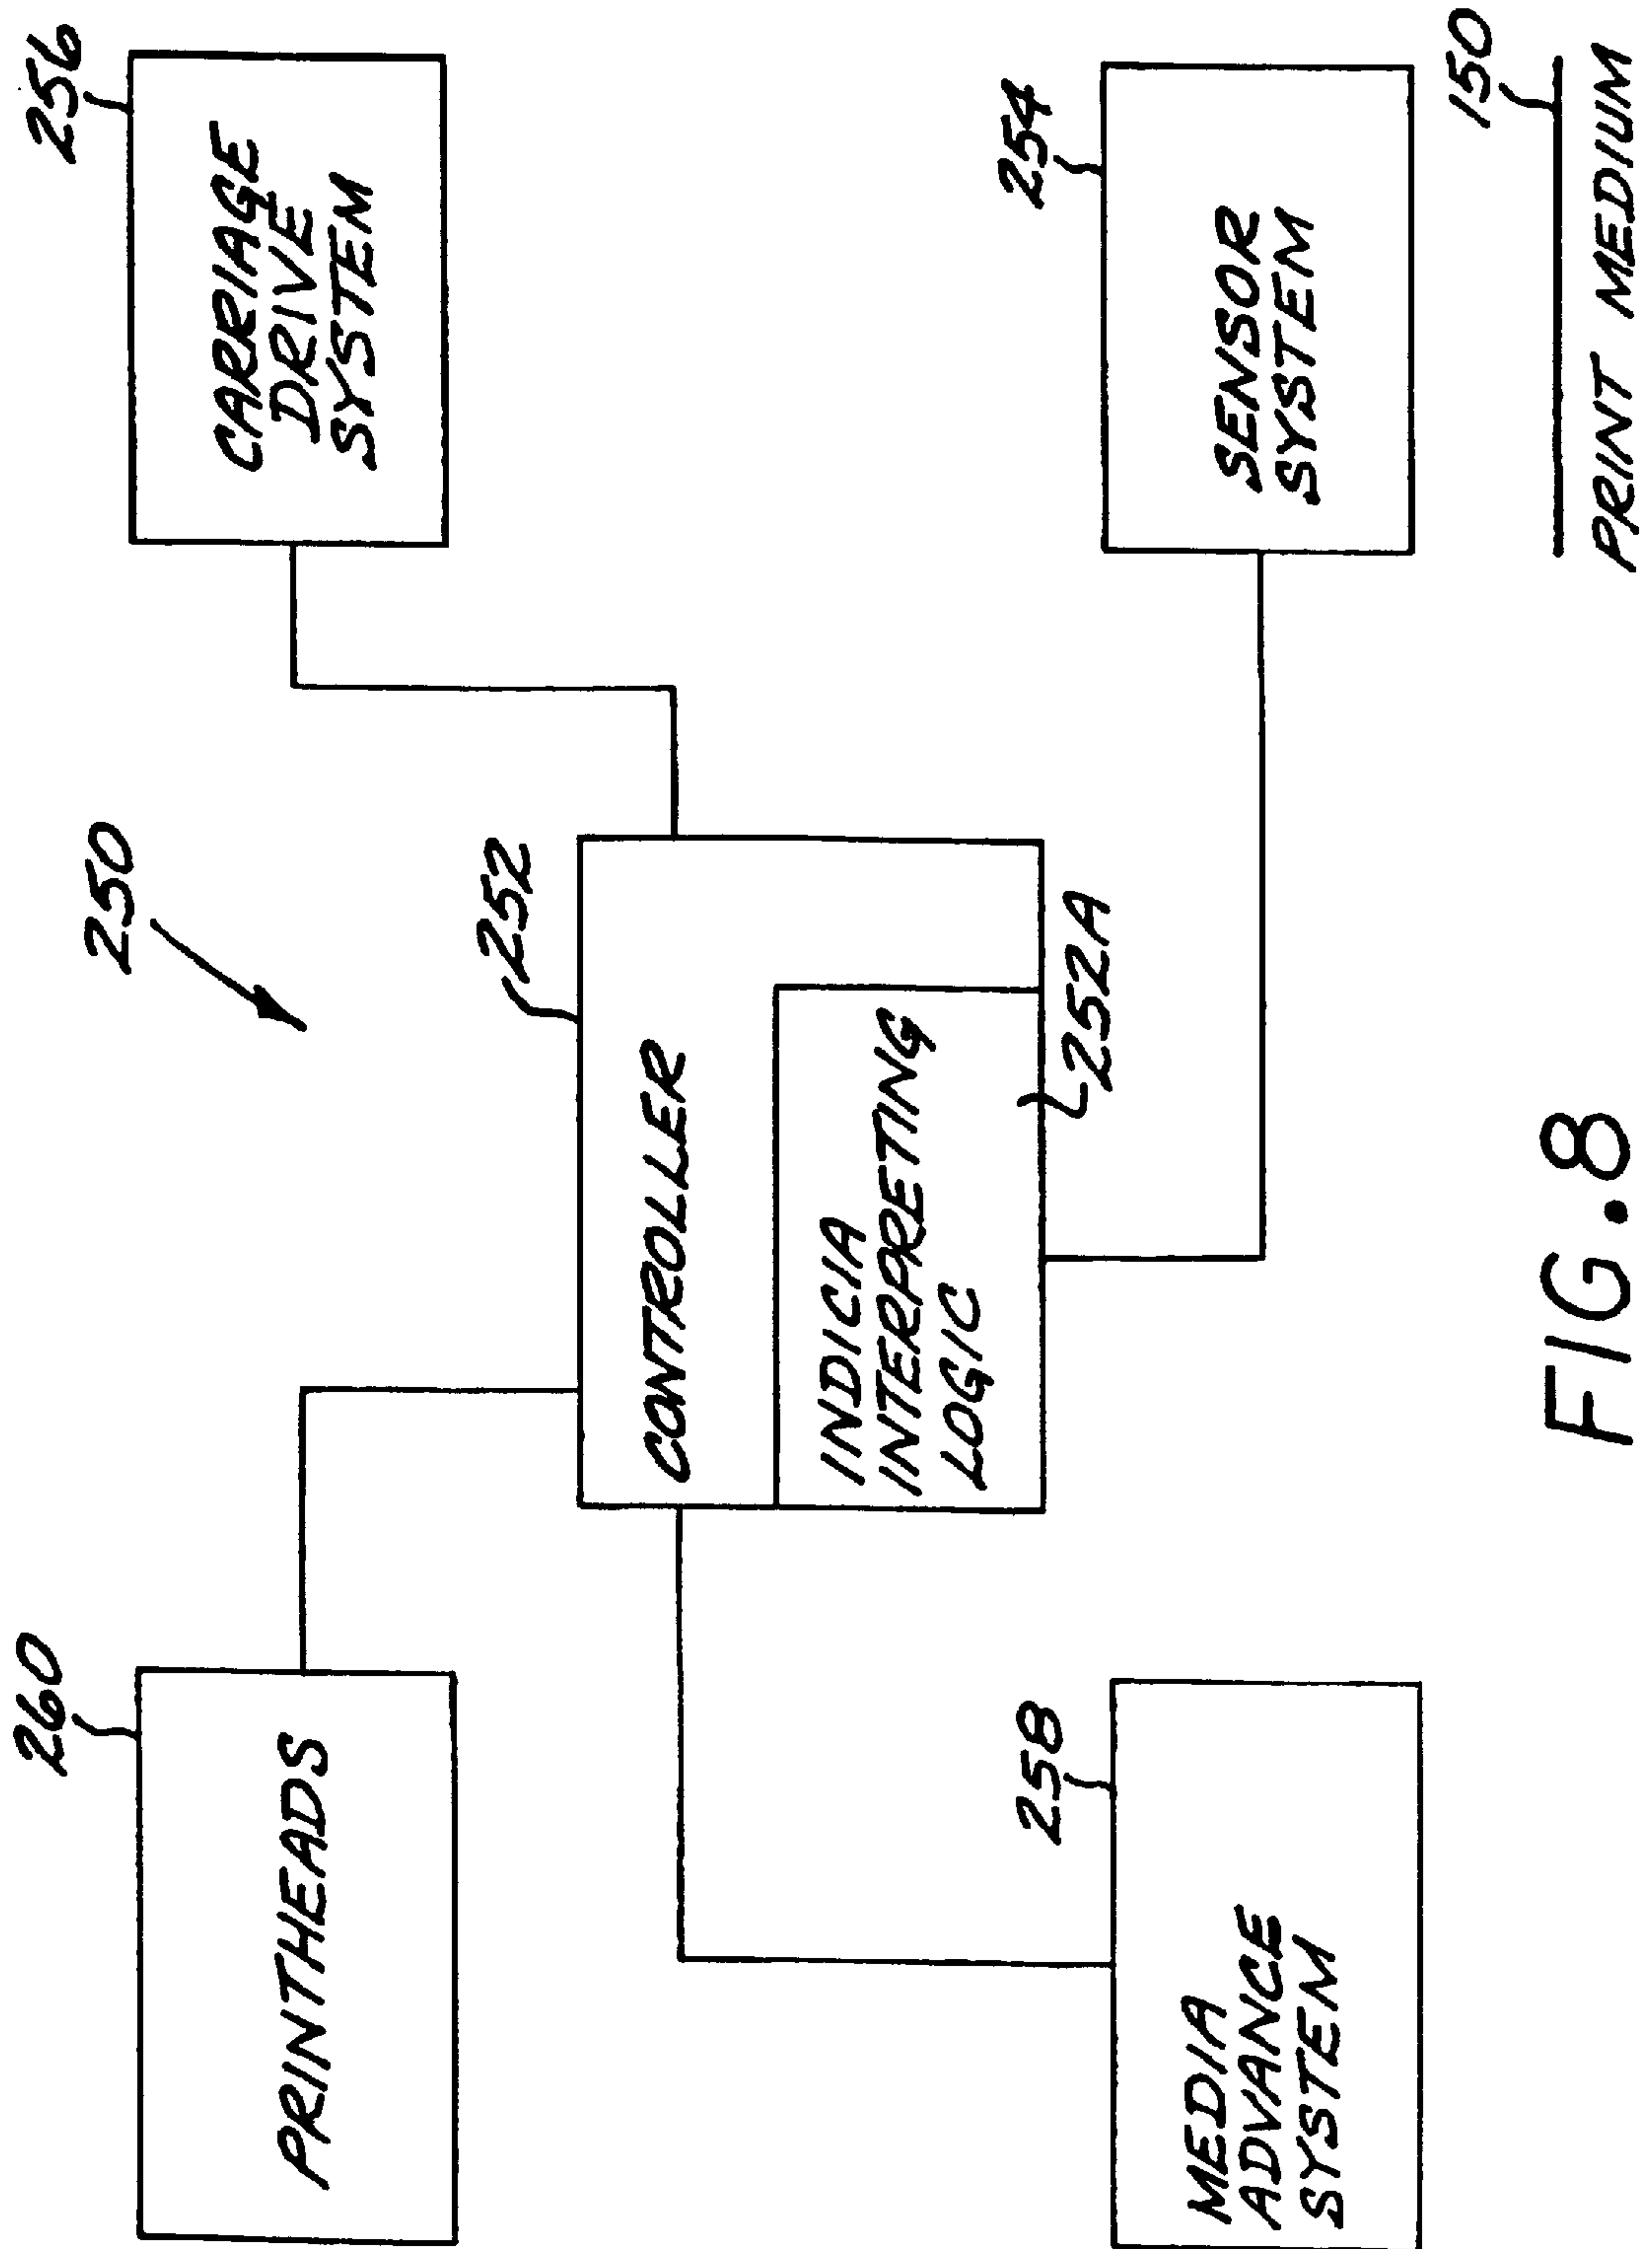 260
PRINTHEADS
250
256
CARRIAGE
DRIVE
SYSTEM
252
CONTROLLER
INDICIA
INTERPRETING
LOGIC
252A
258
MEDIA
ADVANCE
SYSTEM
254
SENSOR
SYSTEM
150
PRINT MEDIUM
FIG.8